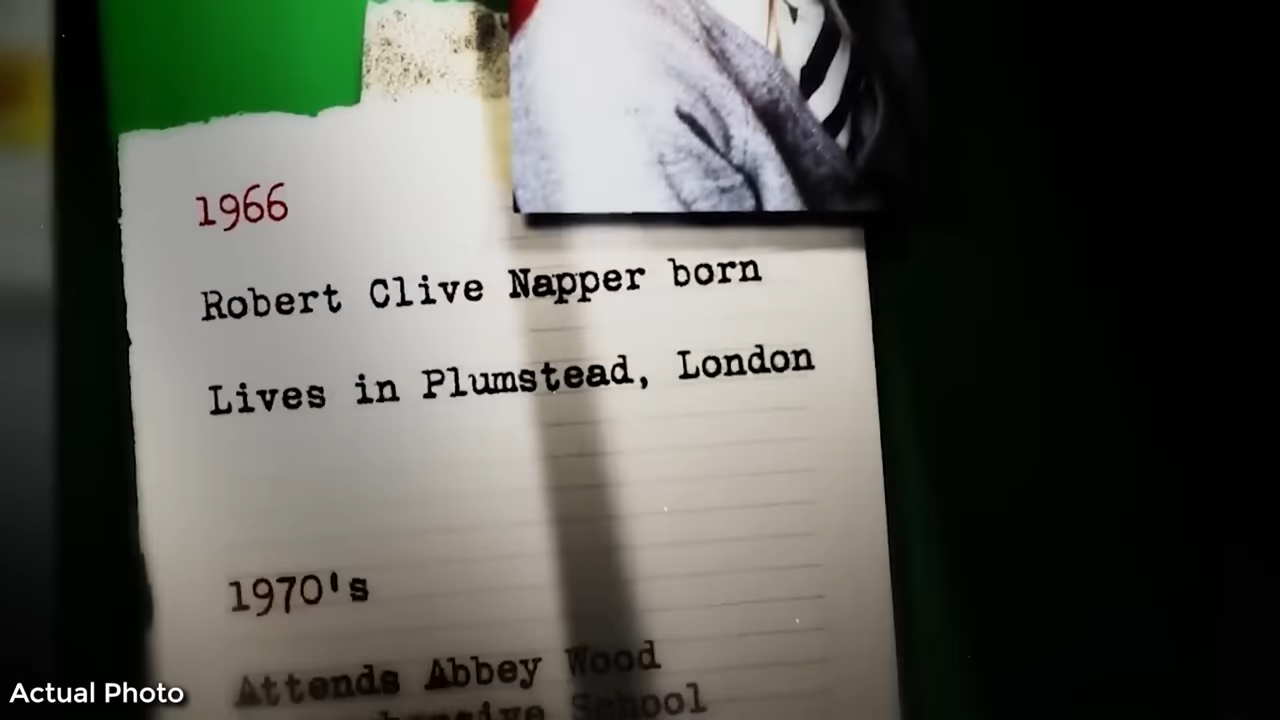 1966
Robert Clive Napper born
Lives in Plumstead, London
1970's
Attends Abbey Wood
School
Actual Photo